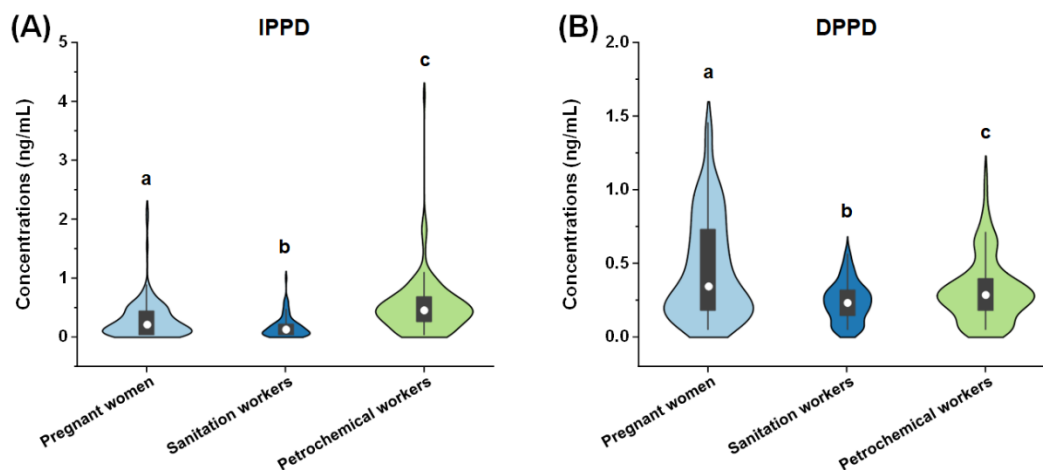 (A)
IPPD
Concentrations (ng/mL)
5
4
3
2
1
0
a
b
c
Pregnant women
Sanitation workers
Petrochemical workers
(B)
DPPD
Concentrations (ng/mL)
2.0
1.5
1.0
0.5
0.0
a
b
c
Pregnant women
Sanitation workers
Petrochemical workers